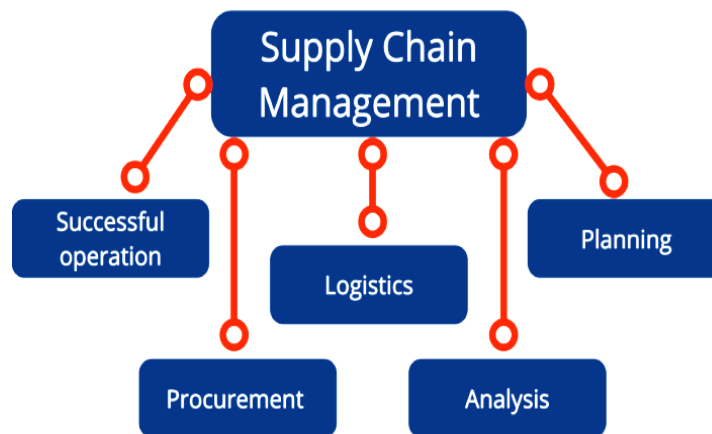 Supply Chain
Management
Successful
operation
Planning
Logistics
Procurement
Analysis